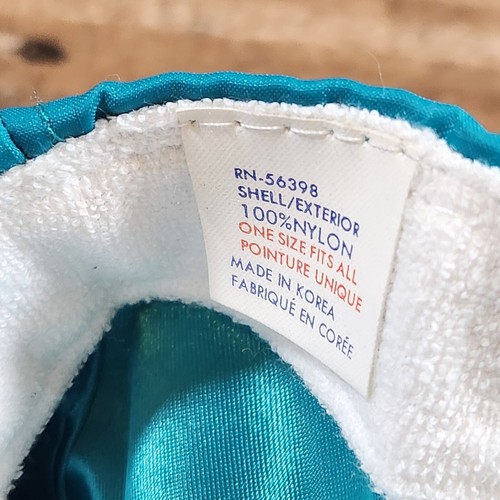 RN-56398
SHELL/EXTERIOR
100%NYLON
ONE SIZE FITS ALL
POINTURE UNIQUE
MADE IN KOREA
FABRIQUÉ EN CORÉE